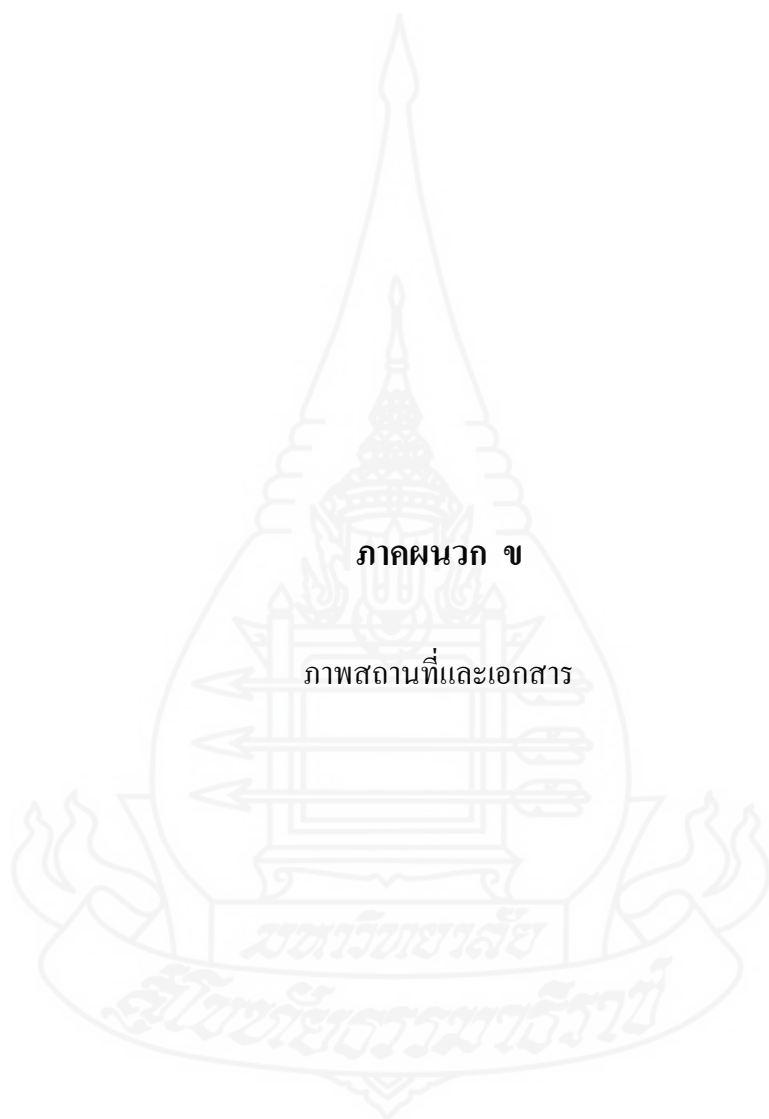 ภาคผนวก ข
ภาพสถานที่และเอกสาร
มหาวิทยาลัย
สุโขทัยธรรมาธิราช